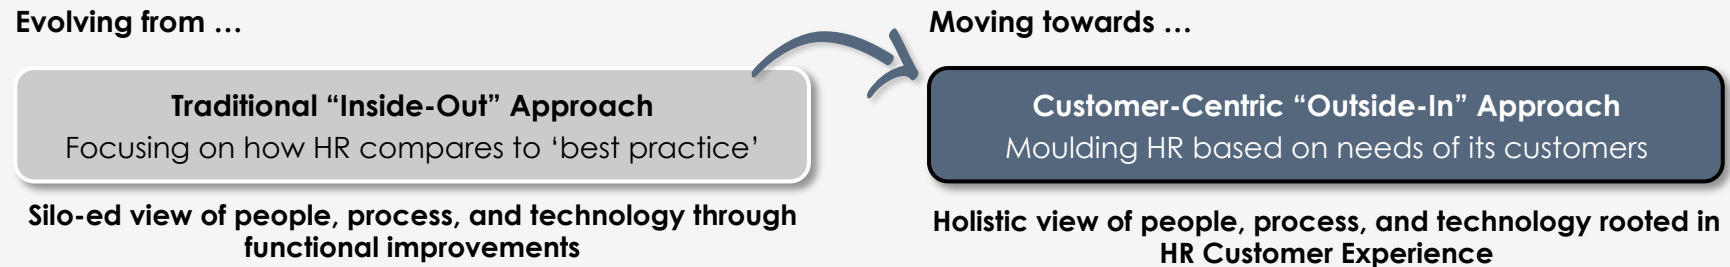 Evolving from …
Traditional “Inside-Out” Approach
Focusing on how HR compares to ‘best practice’
Silo-ed view of people, process, and technology through
functional improvements
Moving towards …
Customer-Centric “Outside-In” Approach
Moulding HR based on needs of its customers
Holistic view of people, process, and technology rooted in
HR Customer Experience